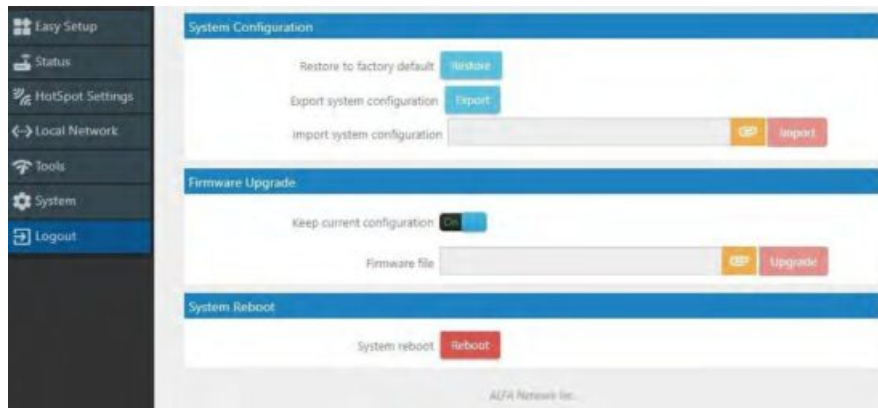 Easy Setup
Status
HotSpot Settings
Local Network
Tools
System
Logout
System Configuration
Restore to factory default Restore
Export system configuration Export
Import system configuration Import
Firmware Upgrade
Keep current configuration On
Firmware file Upgrade
System Reboot
System reboot Reboot
ALFA Network Inc.